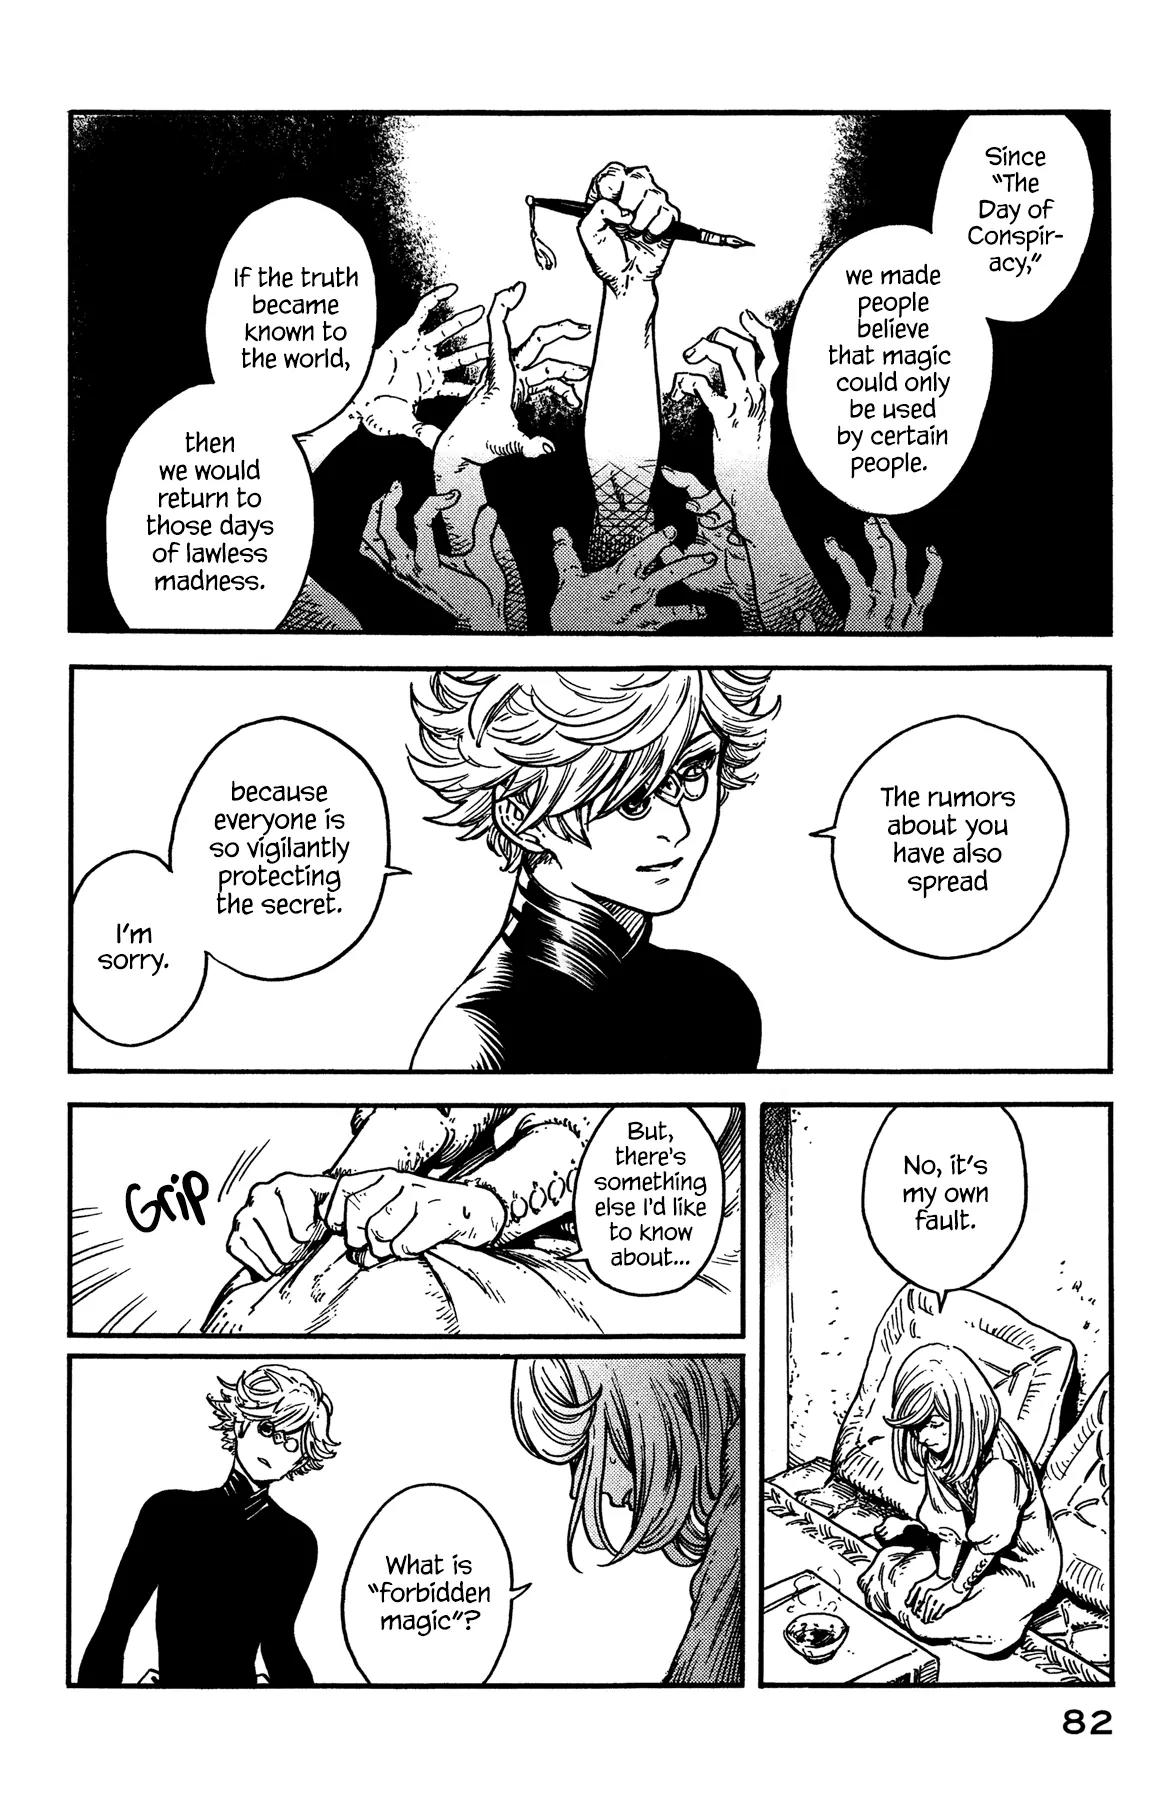 Since
"The
Day of
Conspir-
acy,"
we made
people
believe
that magic
could only
be used
by certain
people.
If the truth
became
known to
the world,
then
we would
return to
those days
of lawless
madness.
The rumors
about you
have also
spread
because
everyone is
so vigilantly
protecting
the secret.
I'm
sorry.
No, it's
my own
fault.
But,
there's
something
else I'd like
to know
about...
Grip
What is
"forbidden
magic"?
82